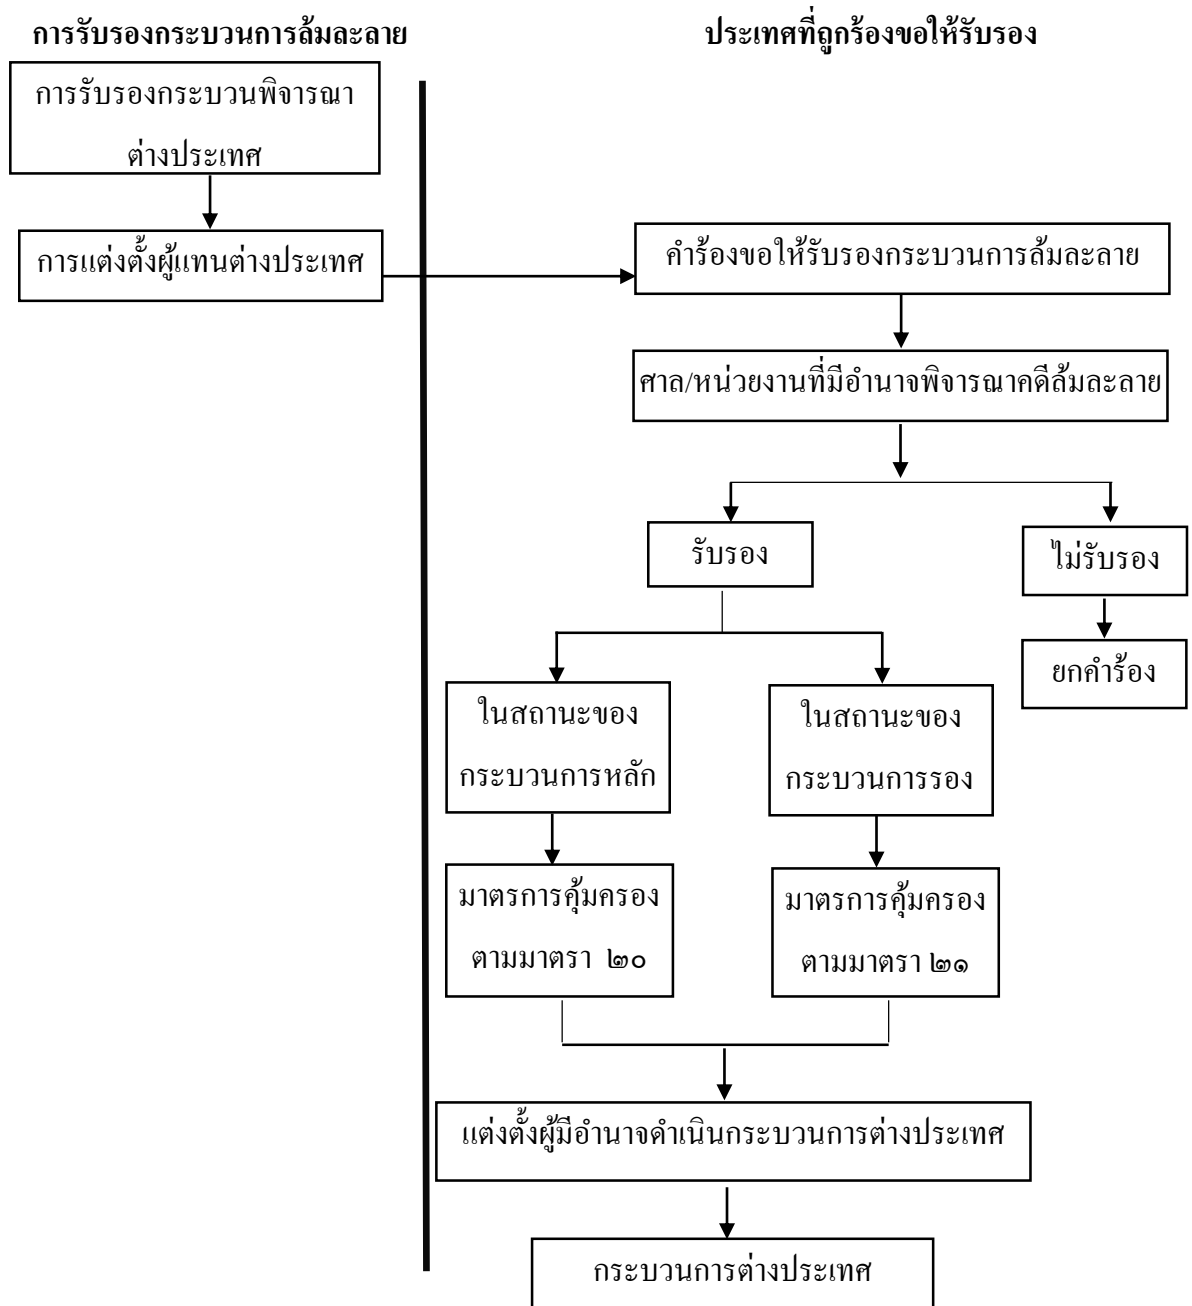 การรับรองกระบวนการล้มละลาย
ประเทศที่ถูกร้องขอให้รับรอง
การรับรองกระบวนพิจารณา
ต่างประเทศ
การแต่งตั้งผู้แทนต่างประเทศ
คำร้องขอให้รับรองกระบวนการล้มละลาย
ศาล/หน่วยงานที่มีอำนาจพิจารณาคดีล้มละลาย
รับรอง
ไม่รับรอง
ยกคำร้อง
ในสถานะของ
กระบวนการหลัก
ในสถานะของ
กระบวนการรอง
มาตรการคุ้มครอง
ตามมาตรา ๒๐
มาตรการคุ้มครอง
ตามมาตรา ๒๑
แต่งตั้งผู้มีอำนาจดำเนินกระบวนการต่างประเทศ
กระบวนการต่างประเทศ